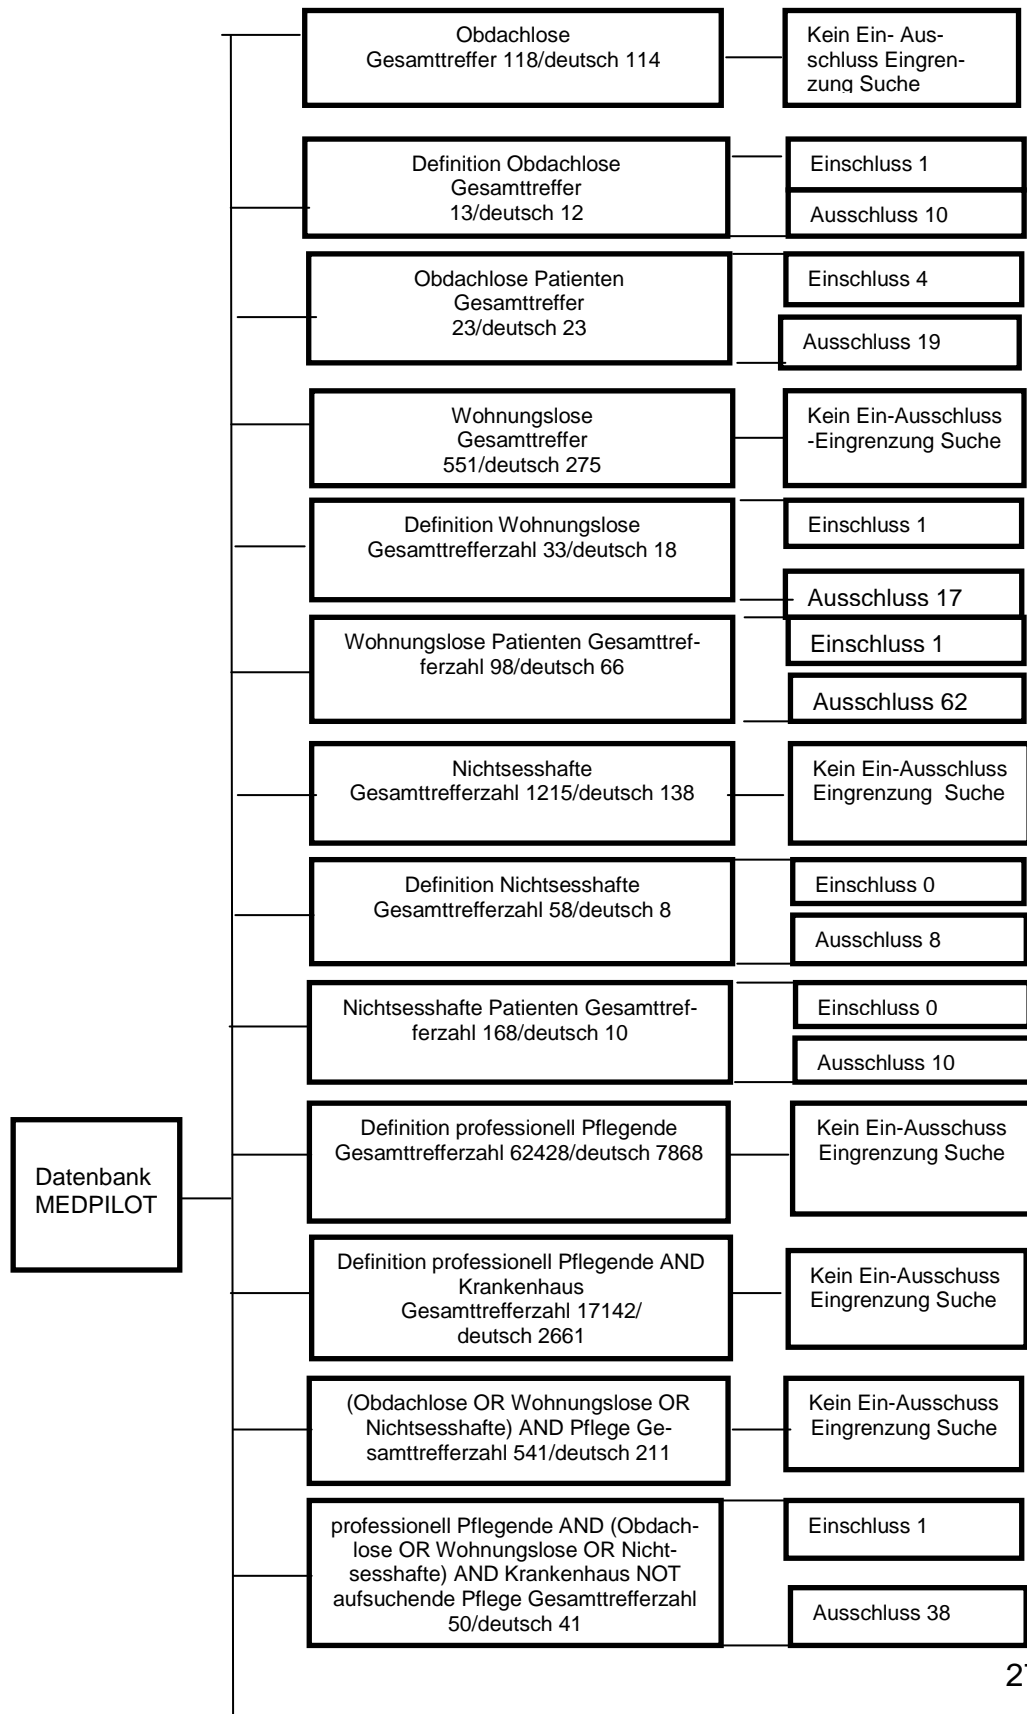 Obdachlose
Gesamttreffer 118/deutsch 114
Kein Ein- Aus-
schluss Eingren-
zung Suche
Definition Obdachlose
Gesamttreffer
13/deutsch 12
Einschluss 1
Ausschluss 10
Obdachlose Patienten
Gesamttreffer
23/deutsch 23
Einschluss 4
Ausschluss 19
Wohnungslose
Gesamttreffer
551/deutsch 275
Kein Ein-Ausschluss
-Eingrenzung Suche
Definition Wohnungslose
Gesamttrefferzahl 33/deutsch 18
Einschluss 1
Ausschluss 17
Wohnungslose Patienten Gesamttref-
ferzahl 98/deutsch 66
Einschluss 1
Ausschluss 62
Nichtsesshafte
Gesamttrefferzahl 1215/deutsch 138
Kein Ein-Ausschluss
Eingrenzung Suche
Definition Nichtsesshafte
Gesamttrefferzahl 58/deutsch 8
Einschluss 0
Ausschluss 8
Nichtsesshafte Patienten Gesamttref-
ferzahl 168/deutsch 10
Einschluss 0
Ausschluss 10
Datenbank
MEDPILOT
Definition professionell Pflegende
Gesamttrefferzahl 62428/deutsch 7868
Kein Ein-Ausschuss
Eingrenzung Suche
Definition professionell Pflegende AND
Krankenhaus
Gesamttrefferzahl 17142/
deutsch 2661
Kein Ein-Ausschuss
Eingrenzung Suche
(Obdachlose OR Wohnungslose OR
Nichtsesshafte) AND Pflege Ge-
samttrefferzahl 541/deutsch 211
Kein Ein-Ausschuss
Eingrenzung Suche
professionell Pflegende AND (Obdach-
lose OR Wohnungslose OR Nicht-
sesshafte) AND Krankenhaus NOT
aufsuchende Pflege Gesamttrefferzahl
50/deutsch 41
Einschluss 1
Ausschluss 38